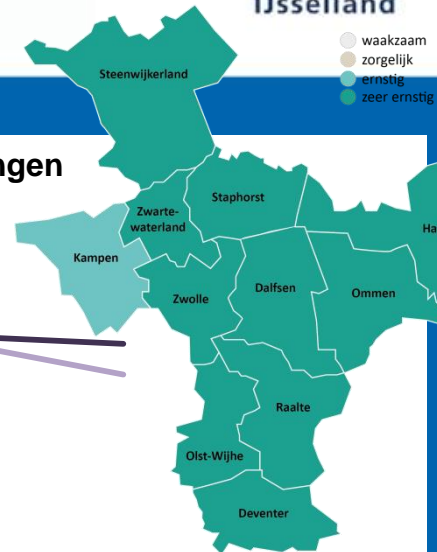 IJsselland
waakzaam
zorgelijk
ernstig
zeer ernstig
Steenwijkerland
ngen
Staphorst
Zwarte-
waterland
Ha
Kampen
Zwolle
Dalfsen
Ommen
Raalte
Olst-Wijhe
Deventer